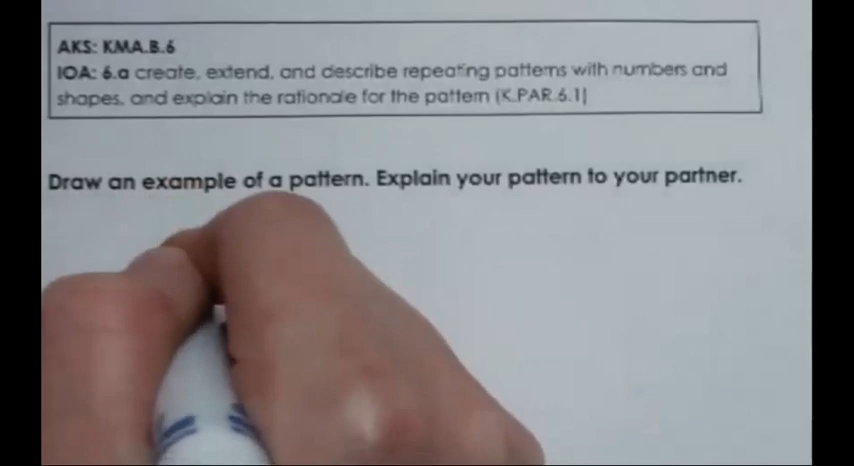 AKS: KMA.B.6
IOA: 6.a create, extend, and describe repeating patterns with numbers and
shapes, and explain the rationale for the pattern (K.PAR.6.1)
Draw an example of a pattern. Explain your pattern to your partner.